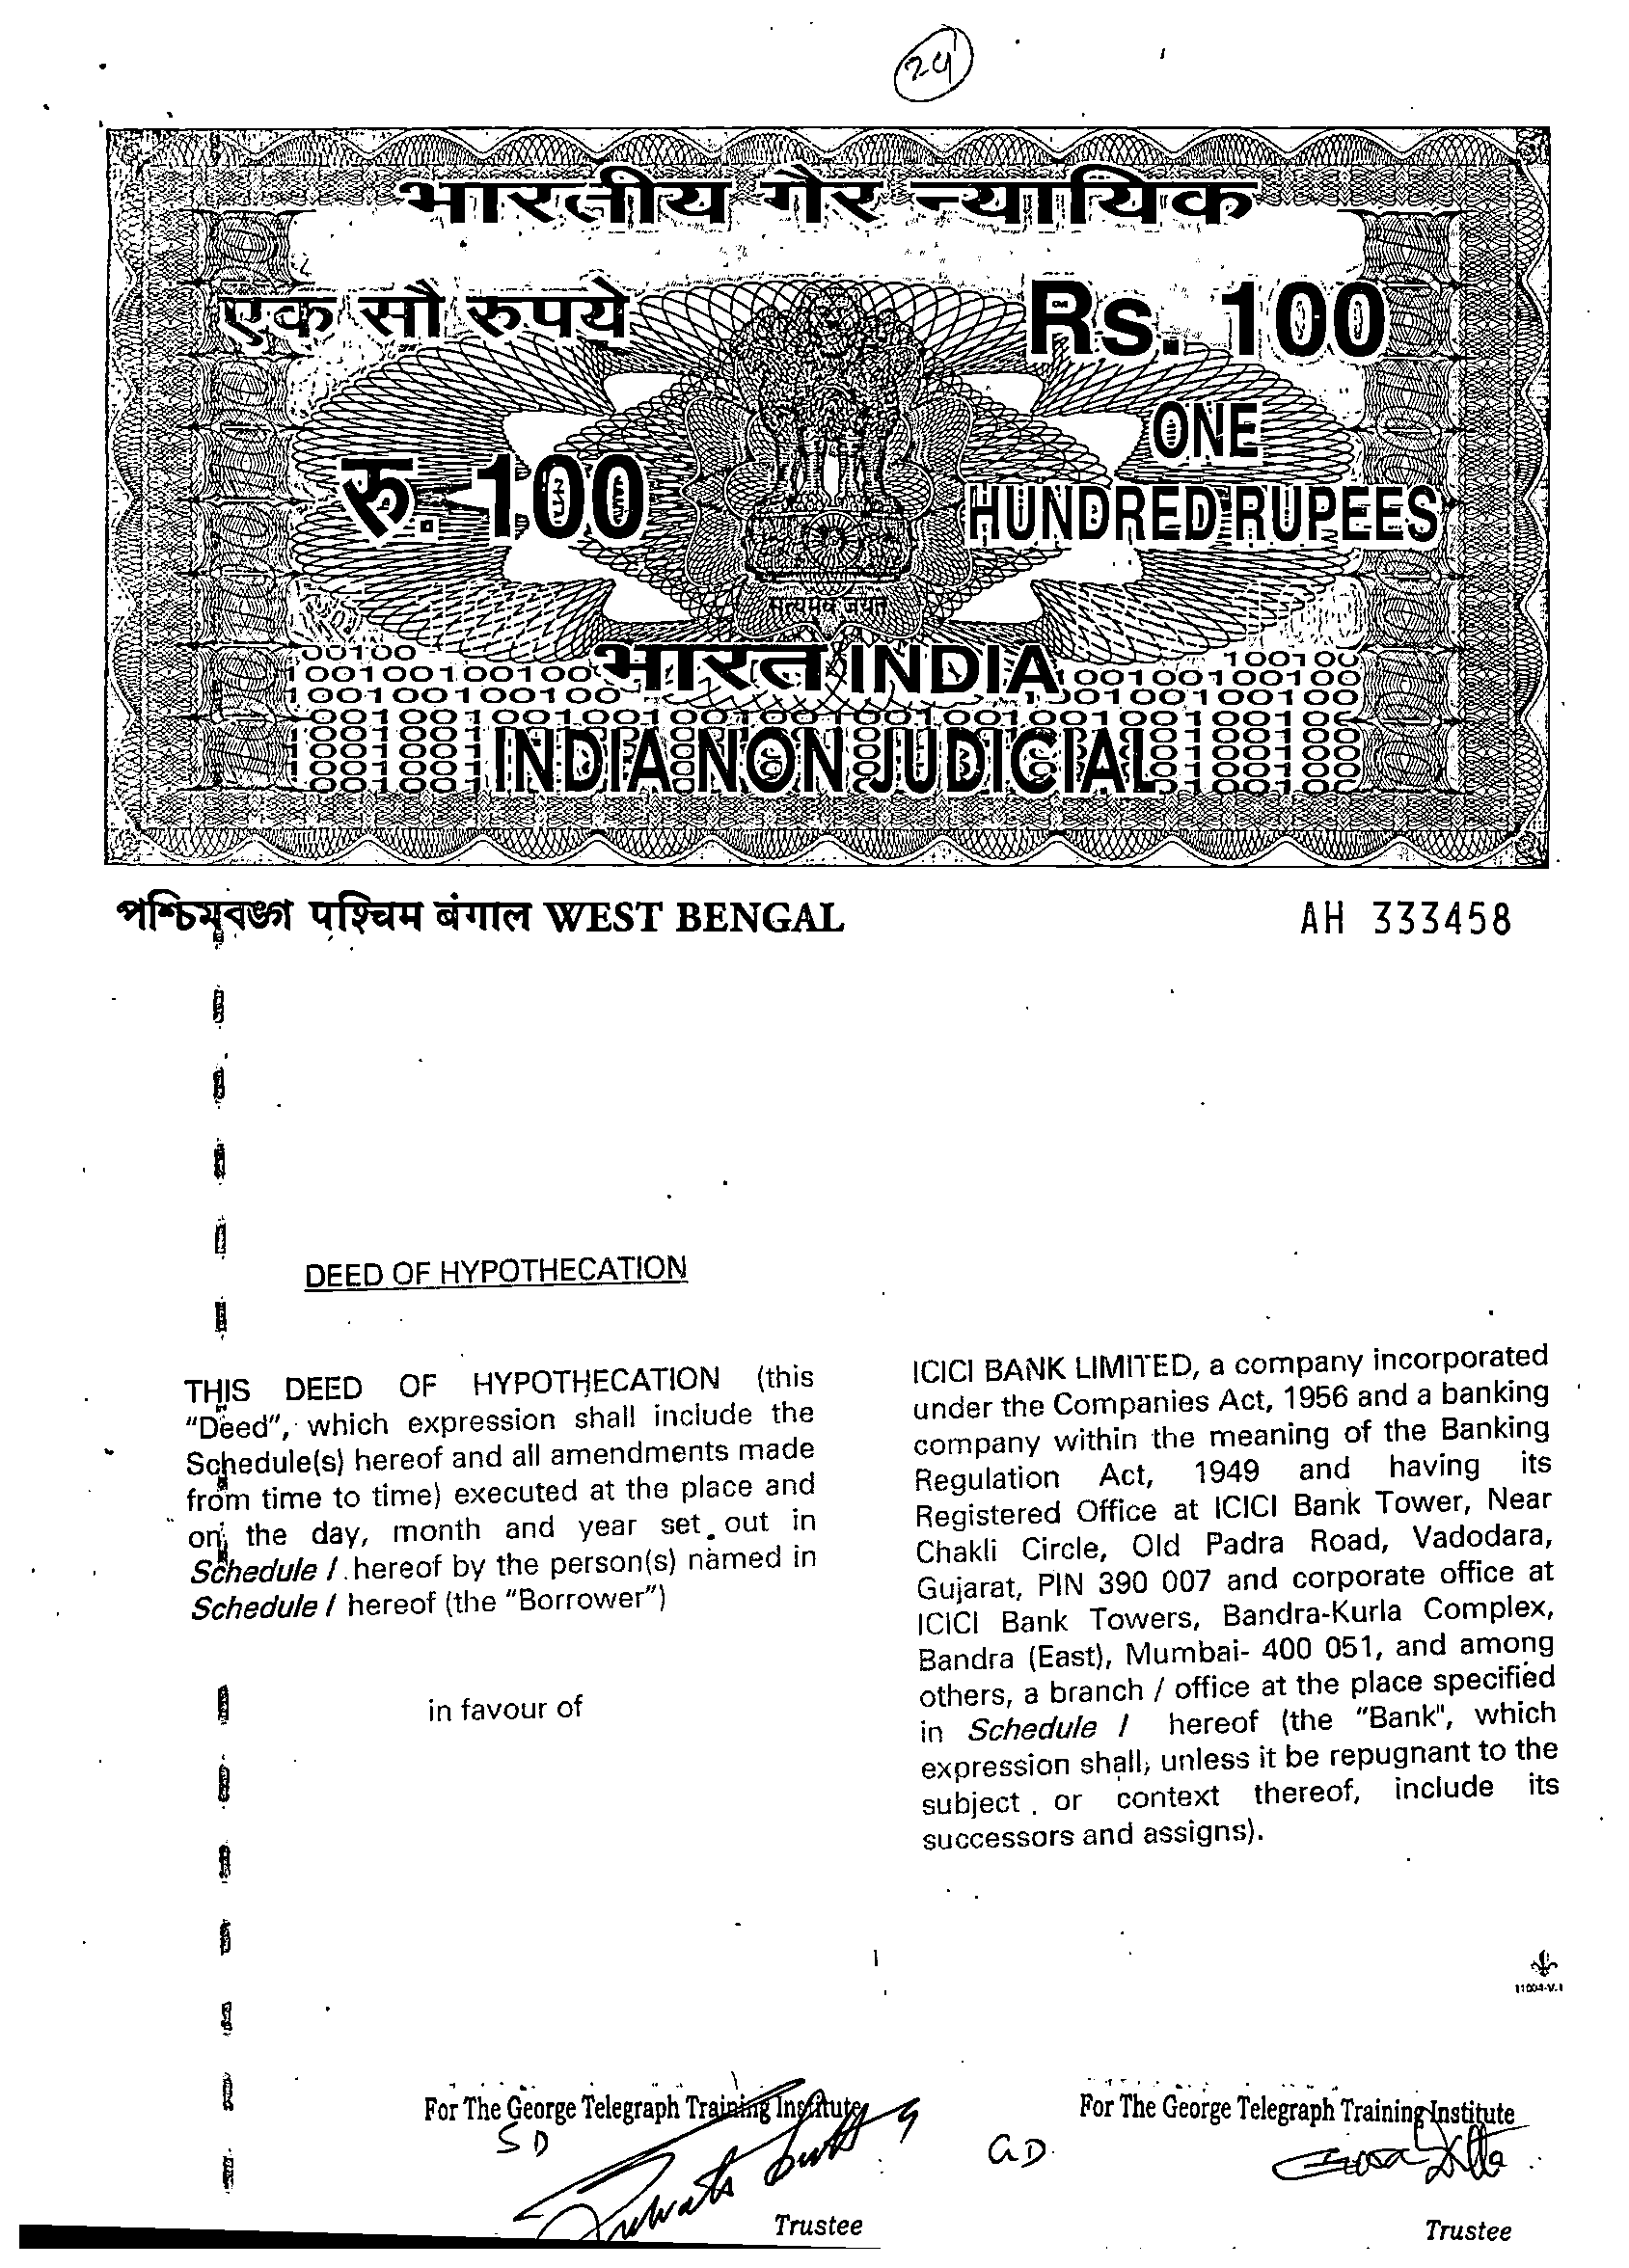 24
भारतीय गैर न्यायिक
एक सौ रुपये
Rs. 100
रु. 100
ONE
HUNDRED RUPEES
सत्यमेव जयते
भारत INDIA
INDIA NON JUDICIAL
পশ্চিমবঙ্গ पश्चिम बंगाल WEST BENGAL
AH 333458
DEED OF HYPOTHECATION
THIS DEED OF HYPOTHECATION (this
"Deed", which expression shall include the
Schedule(s) hereof and all amendments made
from time to time) executed at the place and
on the day, month and year set out in
Schedule I hereof by the person(s) named in
Schedule I hereof (the "Borrower")
in favour of
ICICI BANK LIMITED, a company incorporated
under the Companies Act, 1956 and a banking
company within the meaning of the Banking
Regulation Act, 1949 and having its
Registered Office at ICICI Bank Tower, Near
Chakli Circle, Old Padra Road, Vadodara,
Gujarat, PIN 390 007 and corporate office at
ICICI Bank Towers, Bandra-Kurla Complex,
Bandra (East), Mumbai- 400 051, and among
others, a branch / office at the place specified
in Schedule I hereof (the "Bank", which
expression shall, unless it be repugnant to the
subject or context thereof, include its
successors and assigns).
1
11004-V.1
For The George Telegraph Training Institute
SD
Trustee
For The George Telegraph Training Institute
GD.
Trustee